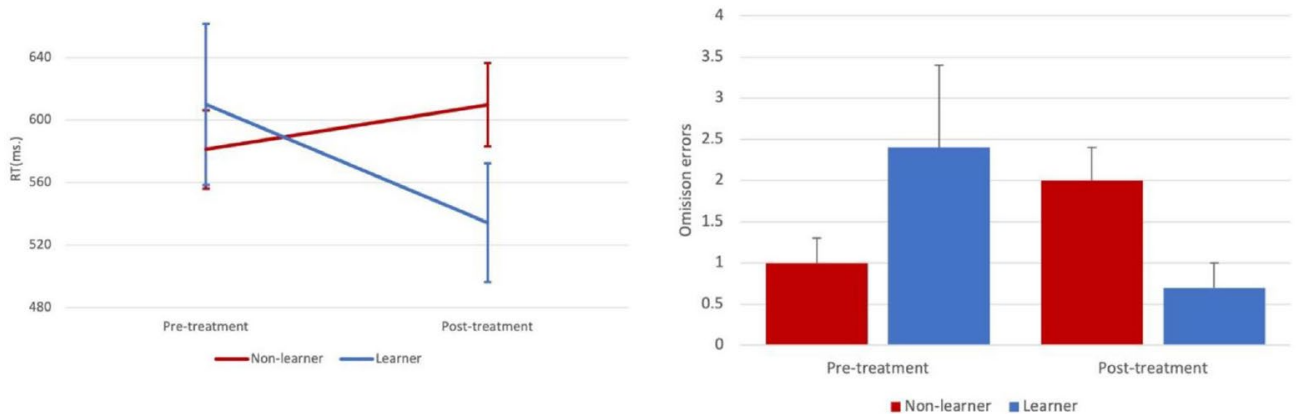 640
600
560
520
480
RT(ms.)
Pre-treatment Post-treatment
Non-learner Learner
4
3.5
3
2.5
2
1.5
1
0.5
0
Omisison errors
Pre-treatment Post-treatment
Non-learner Learner